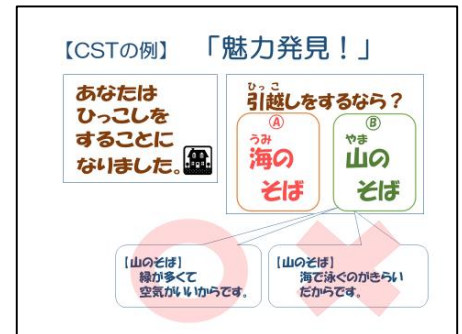 【CSTの例】 「魅力発見！」
あなたは
ひっこしを
することに
なりました。
ひっこ
引越しをするなら？
Ⓐ
うみ
海の
そば
Ⓑ
やま
山の
そば
【山のそば】
緑が多くて
空気がいいからです。
【山のそば】
海で泳ぐのがきらい
だからです。